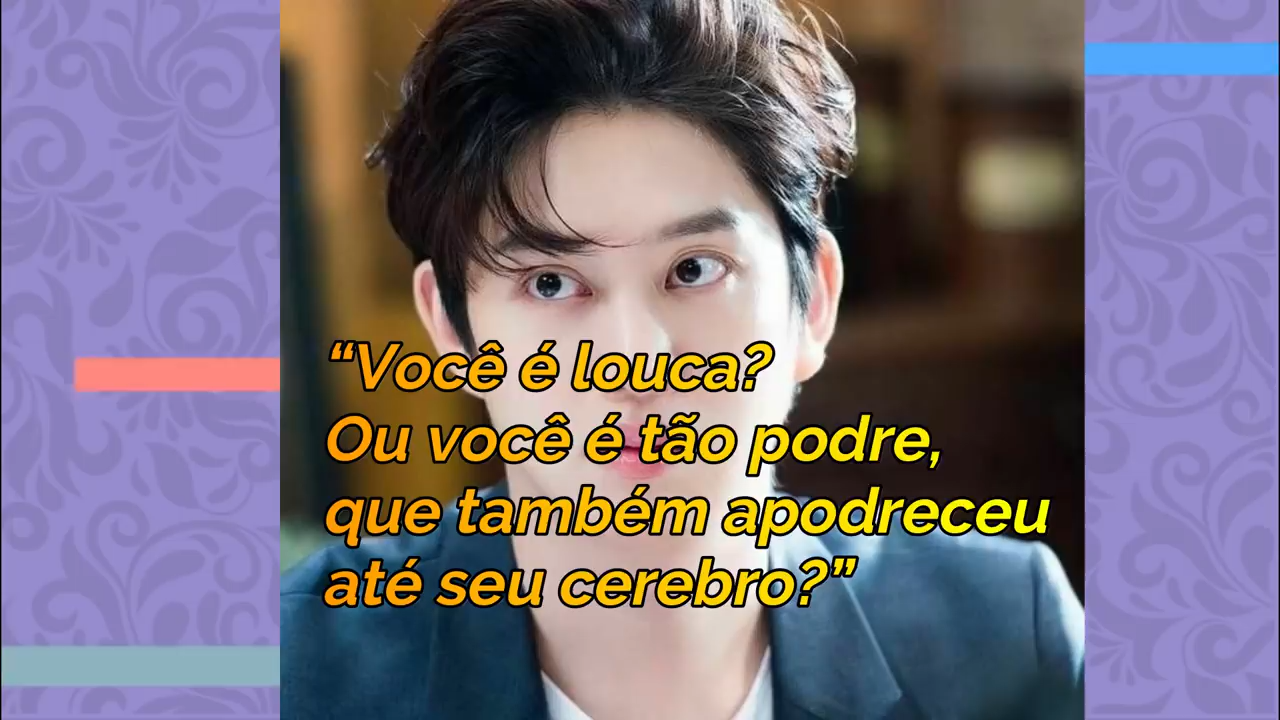 “Você é louca?
Ou você é tão podre,
que também apodreceu
até seu cerebro?”